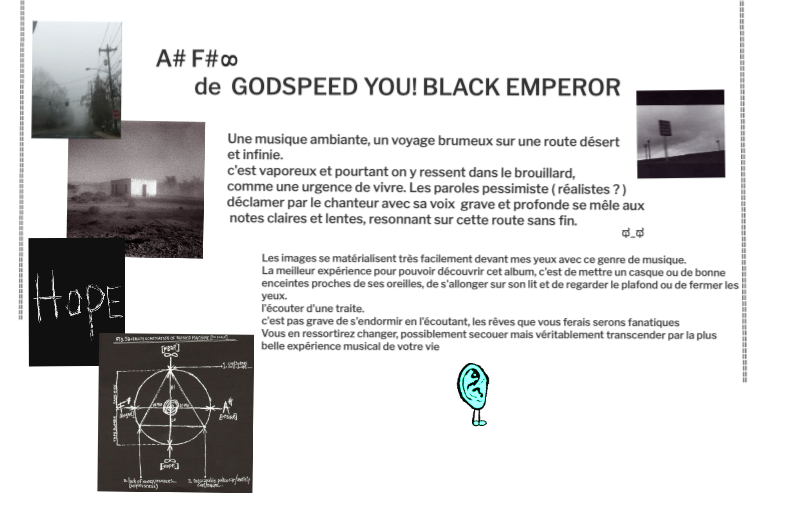 A# F#∞
de GODSPEED YOU! BLACK EMPEROR
Une musique ambiante, un voyage brumeux sur une route désert
et infinie.
c'est vaporeux et pourtant on y ressent dans le brouillard,
comme une urgence de vivre. Les paroles pessimiste ( réalistes ? )
déclamer par le chanteur avec sa voix grave et profonde se mêle aux
notes claires et lentes, resonnant sur cette route sans fin.
ಥ_ಥ
Les images se matérialisent très facilement devant mes yeux avec ce genre de musique.
La meilleur expérience pour pouvoir découvrir cet album, c'est de mettre un casque ou de bonne
enceintes proches de ses oreilles, de s'allonger sur son lit et de regarder le plafond ou de fermer les
yeux.
l'écouter d'une traite.
c'est pas grave de s'endormir en l'écoutant, les rêves que vous ferais serons fanatiques
Vous en ressortirez changer, possiblement secouer mais véritablement transcender par la plus
belle expérience musical de votre vie
HOPE
F#
A#
[HOPE]